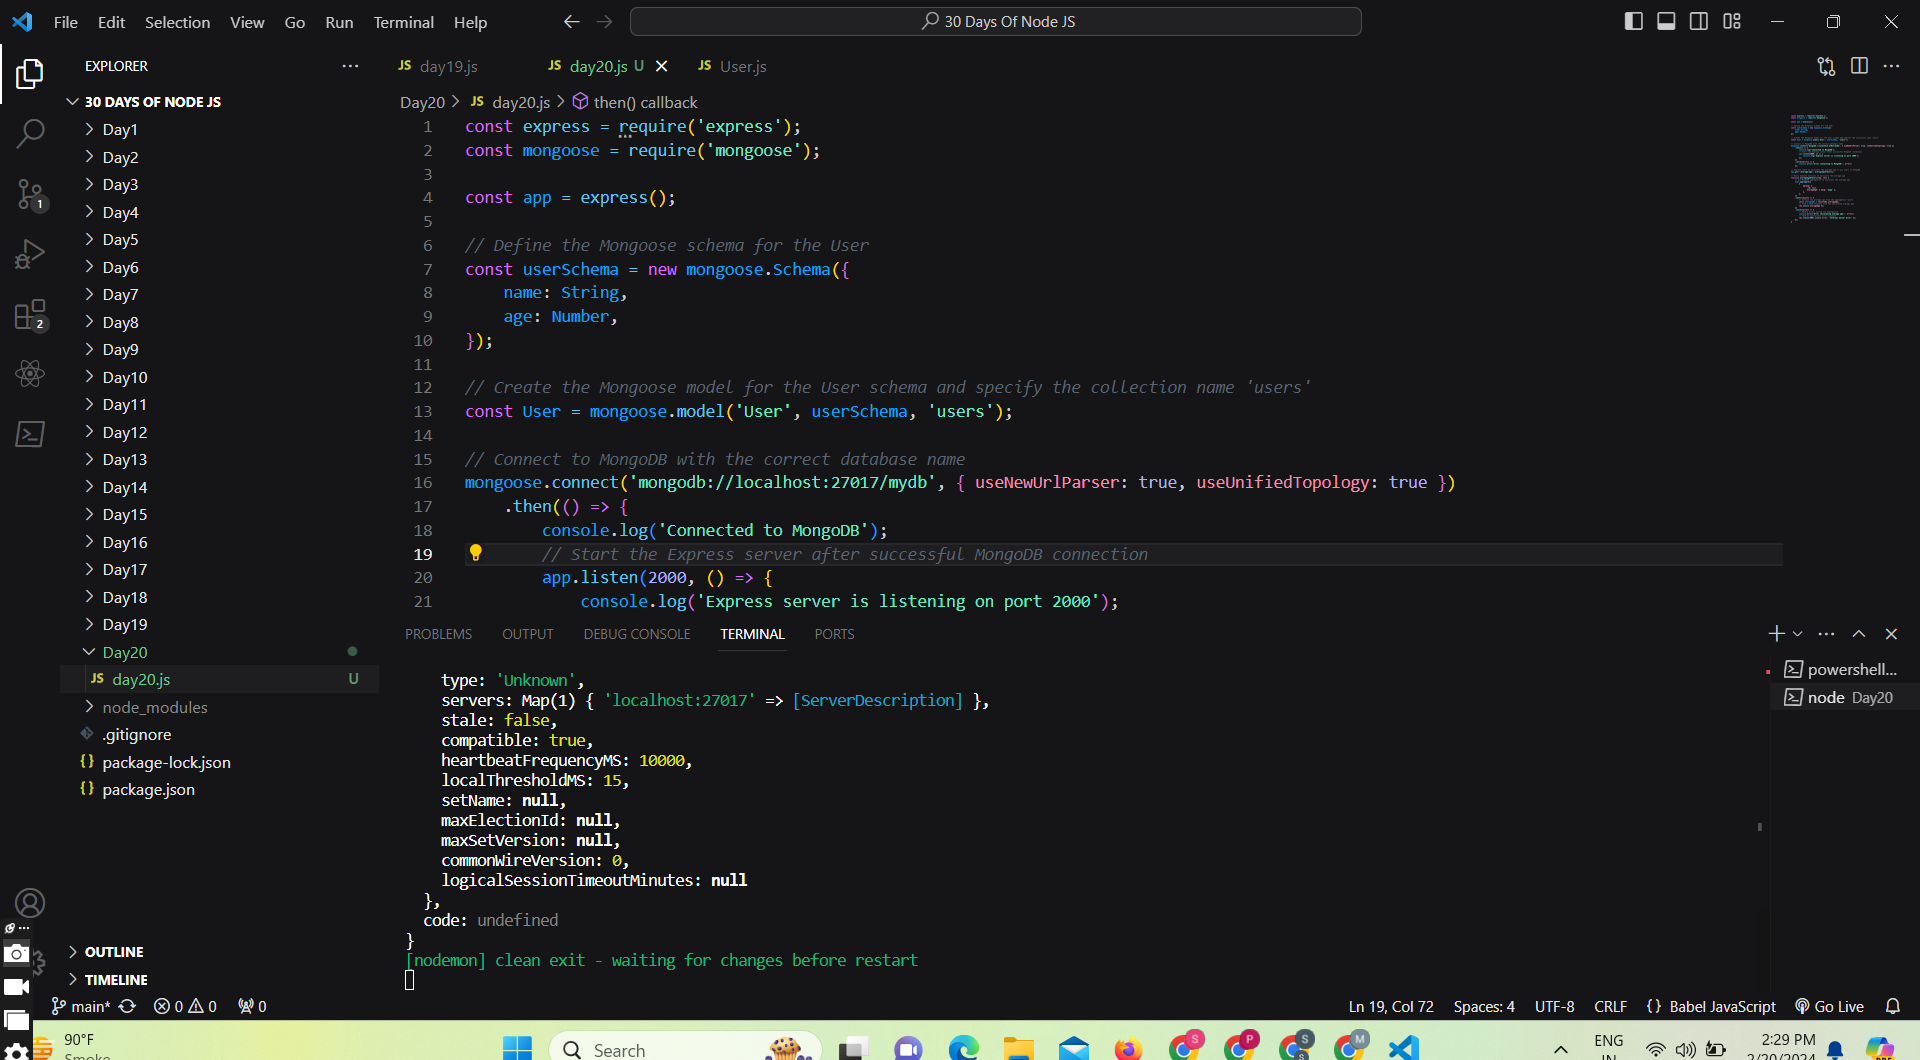 File Edit Selection View Go Run Terminal Help
30 Days Of Node JS
EXPLORER
30 DAYS OF NODE JS
Day1
Day2
Day3
Day4
Day5
Day6
Day7
Day8
Day9
Day10
Day11
Day12
Day13
Day14
Day15
Day16
Day17
Day18
Day19
Day20
JS day20.js U
node_modules
.gitignore
{} package-lock.json
{} package.json
OUTLINE
TIMELINE
1
2
JS day19.js JS day20.js U JS User.js
Day20 > JS day20.js > then() callback
1 const express = require('express');
2 const mongoose = require('mongoose');
3
4 const app = express();
5
6 // Define the Mongoose schema for the User
7 const userSchema = new mongoose.Schema({
8 name: String,
9 age: Number,
10 });
11
12 // Create the Mongoose model for the User schema and specify the collection name 'users'
13 const User = mongoose.model('User', userSchema, 'users');
14
15 // Connect to MongoDB with the correct database name
16 mongoose.connect('mongodb://localhost:27017/mydb', { useNewUrlParser: true, useUnifiedTopology: true })
17 .then(() => {
18 console.log('Connected to MongoDB');
19 // Start the Express server after successful MongoDB connection
20 app.listen(2000, () => {
21 console.log('Express server is listening on port 2000');
PROBLEMS OUTPUT DEBUG CONSOLE TERMINAL PORTS
type: 'Unknown',
servers: Map(1) { 'localhost:27017' => [ServerDescription] },
stale: false,
compatible: true,
heartbeatFrequencyMS: 10000,
localThresholdMS: 15,
setName: null,
maxElectionId: null,
maxSetVersion: null,
commonWireVersion: 0,
logicalSessionTimeoutMinutes: null
},
code: undefined
}
[nodemon] clean exit - waiting for changes before restart
powershell...
node Day20
main* 0 0 0
Ln 19, Col 72 Spaces: 4 UTF-8 CRLF {} Babel JavaScript Go Live
90°F
Smoke
Search
S P S S M
ENG
IN
2:29 PM
2/20/2024